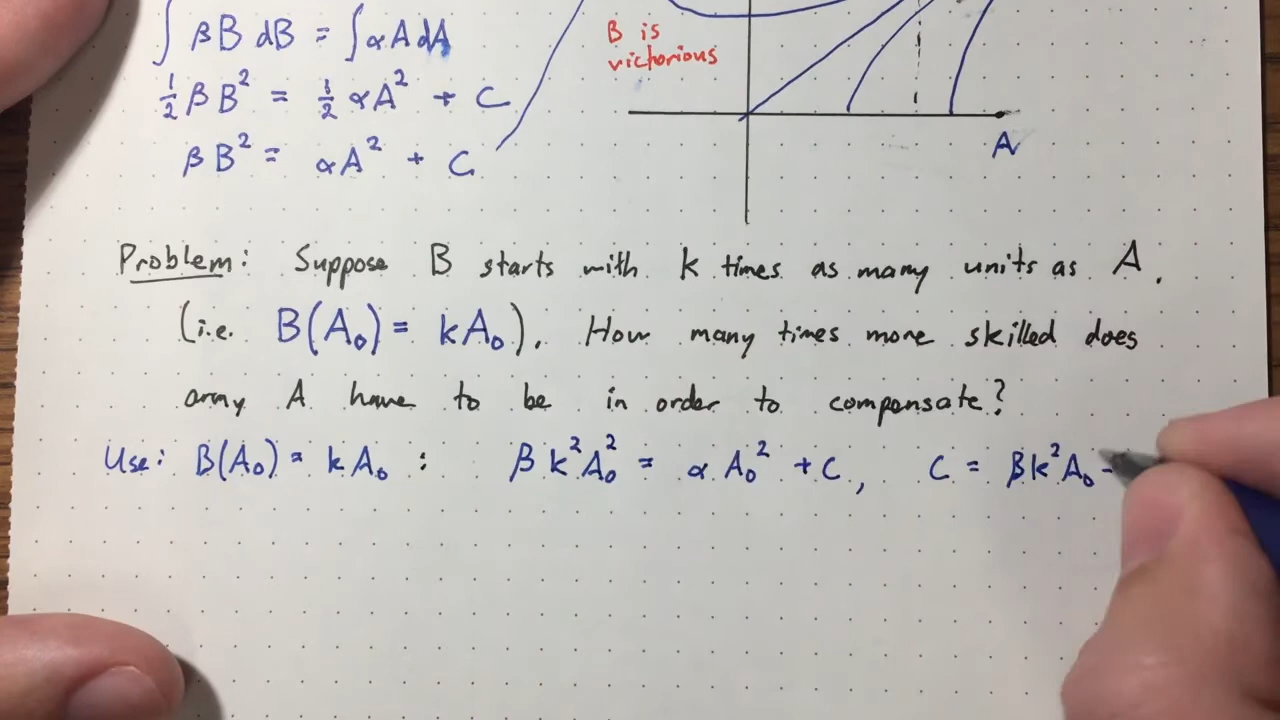 ∫ βB dB = ∫ αA dA
½ βB² = ½ αA² + C
βB² = αA² + C
B is
victorious
A
Problem: Suppose B starts with k times as many units as A.
(i.e. B(A₀) = kA₀). How many times more skilled does
army A have to be in order to compensate?
Use: B(A₀) = kA₀ : βk²A₀² = αA₀² + C, C = βk²A₀ -